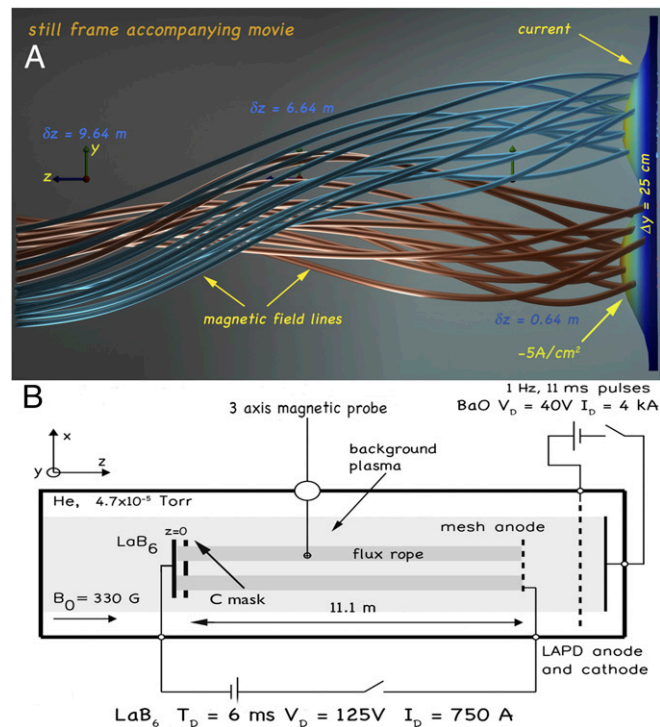 still frame accompanying movie
A
current
δz = 6.64 m
δz = 9.64 m
y
z
Δy = 25 cm
magnetic field lines
δz = 0.64 m
-5A/cm²
B
1 Hz, 11 ms pulses
BaO V_D = 40V I_D = 4 kA
3 axis magnetic probe
x
y z
background
plasma
He, 4.7x10⁻⁵ Torr
mesh anode
LaB₆
z=0
flux rope
B₀ = 330 G
C mask
11.1 m
LAPD anode
and cathode
LaB₆ T_D = 6 ms V_D = 125V I_D = 750 A